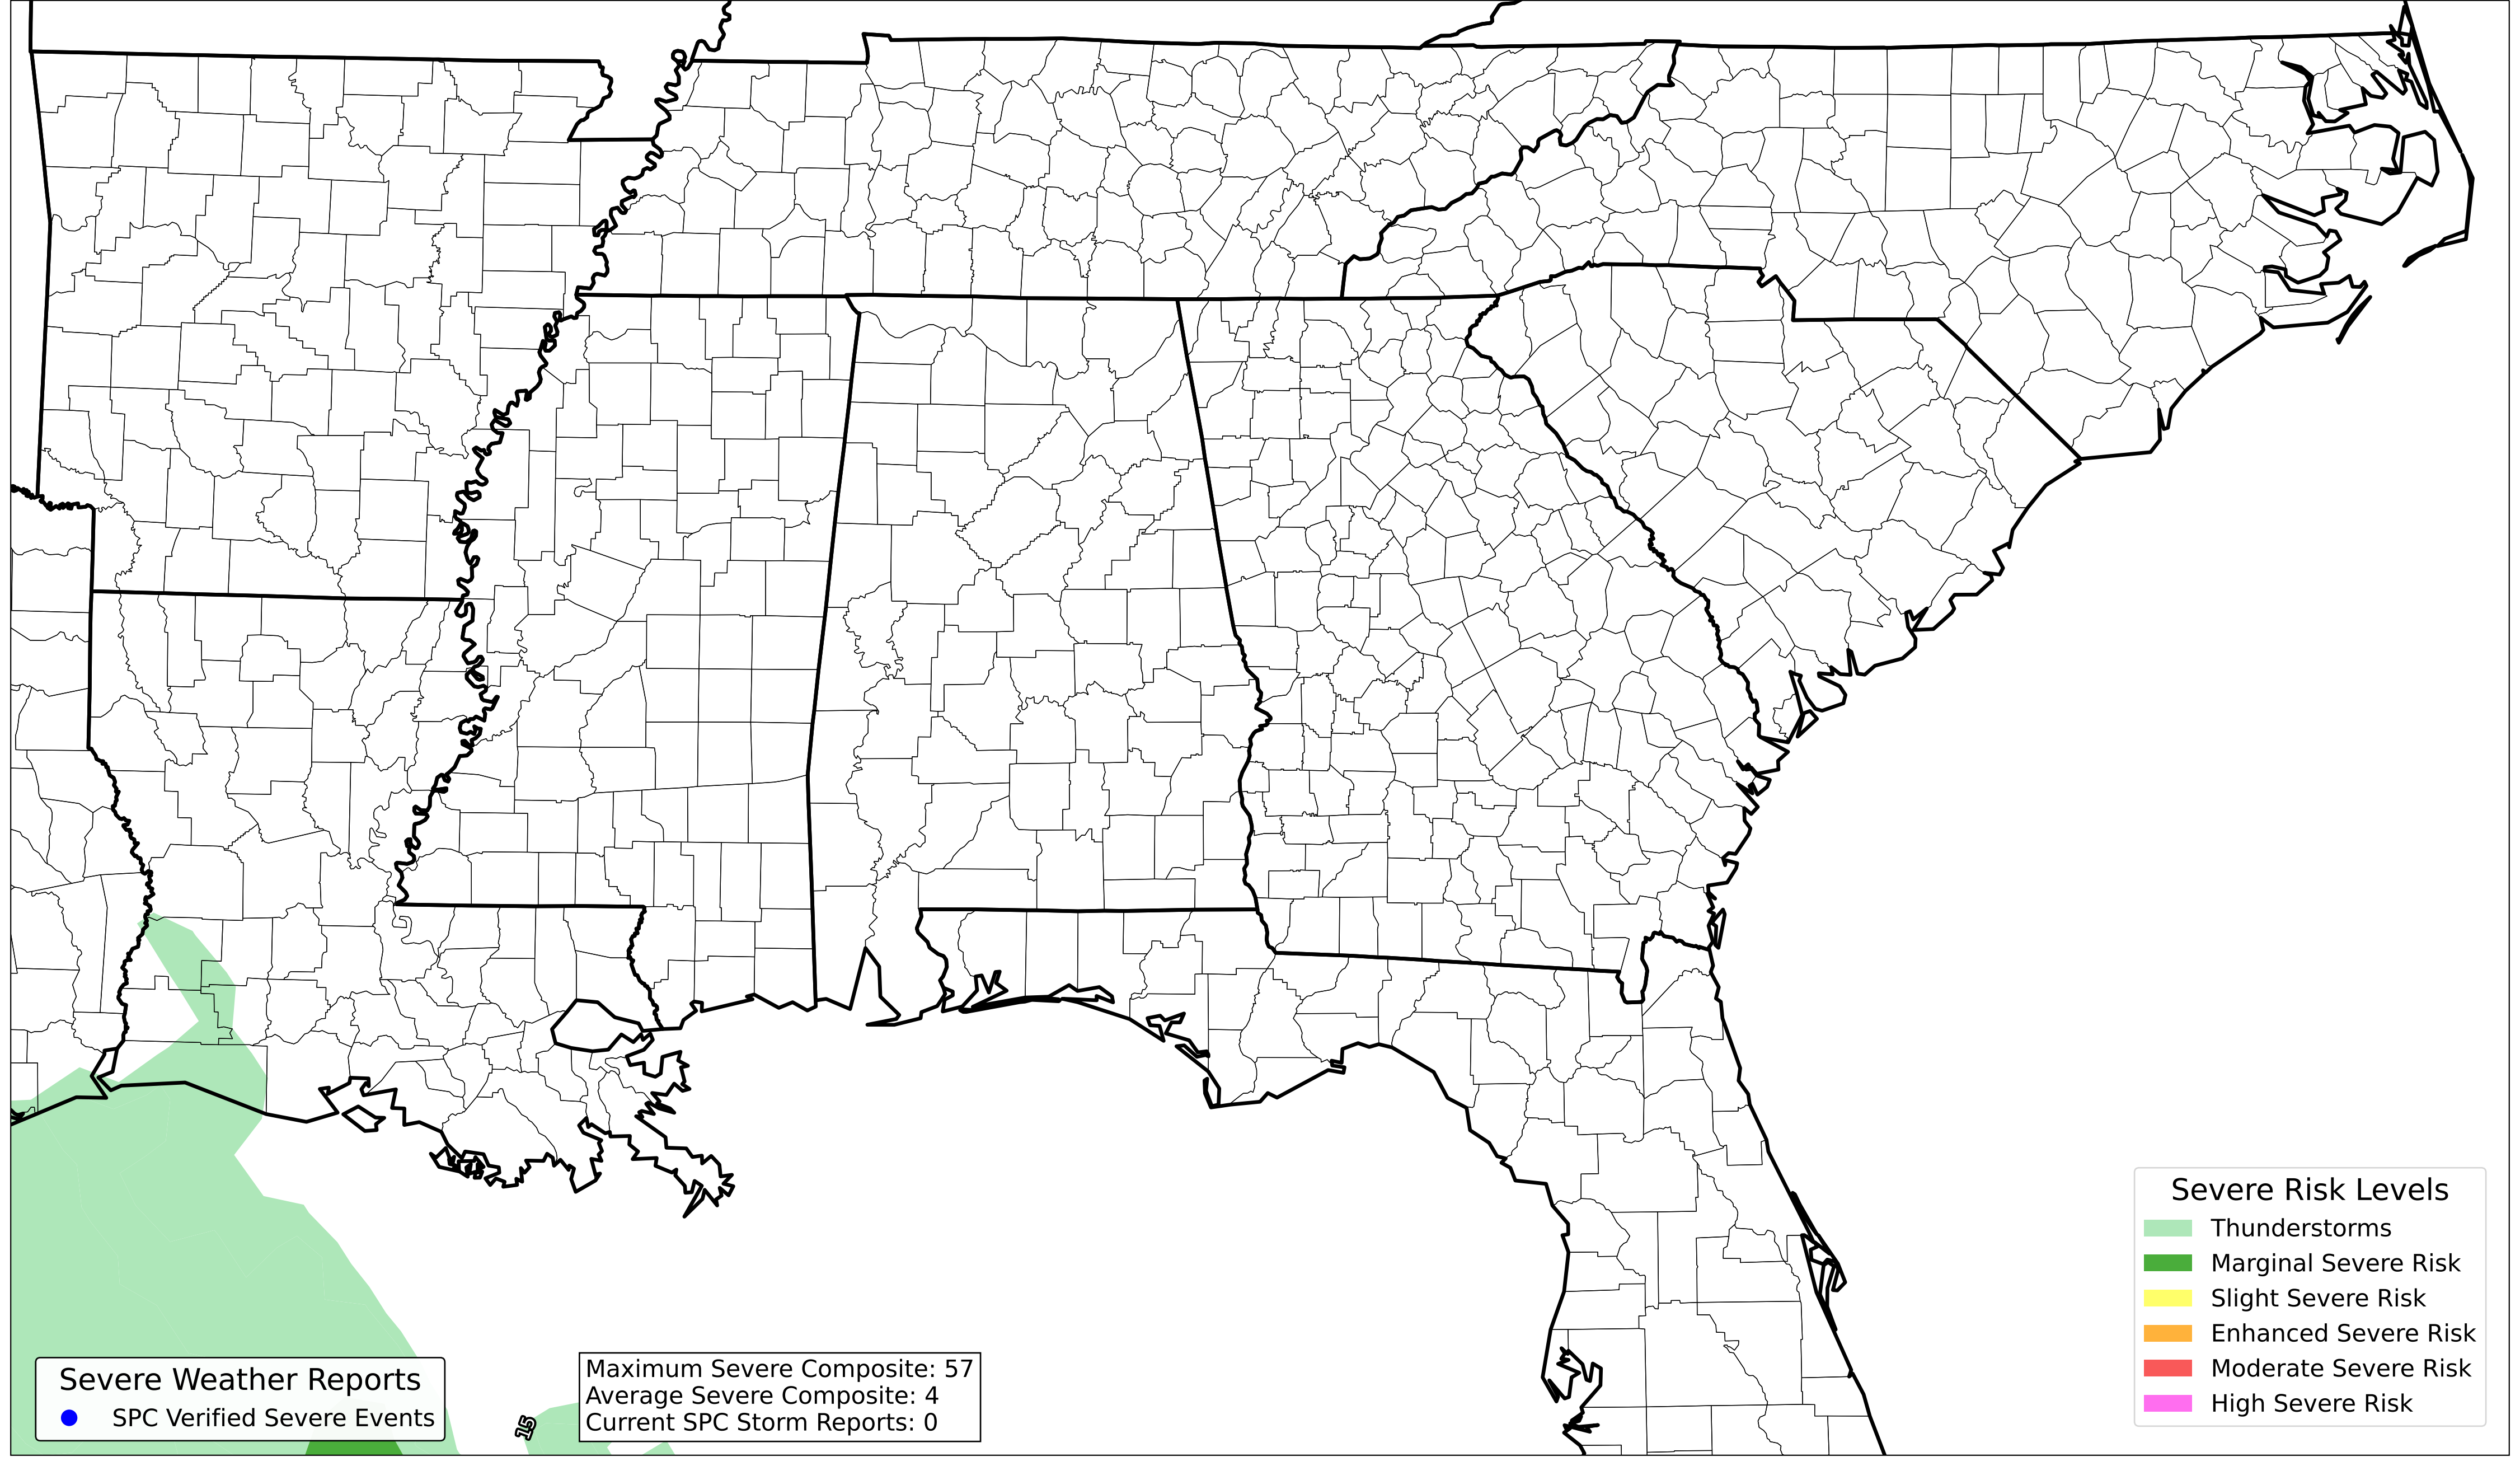 Severe Risk Levels
Thunderstorms
Marginal Severe Risk
Slight Severe Risk
Enhanced Severe Risk
Moderate Severe Risk
High Severe Risk
Severe Weather Reports
SPC Verified Severe Events
15
Maximum Severe Composite: 57
Average Severe Composite: 4
Current SPC Storm Reports: 0